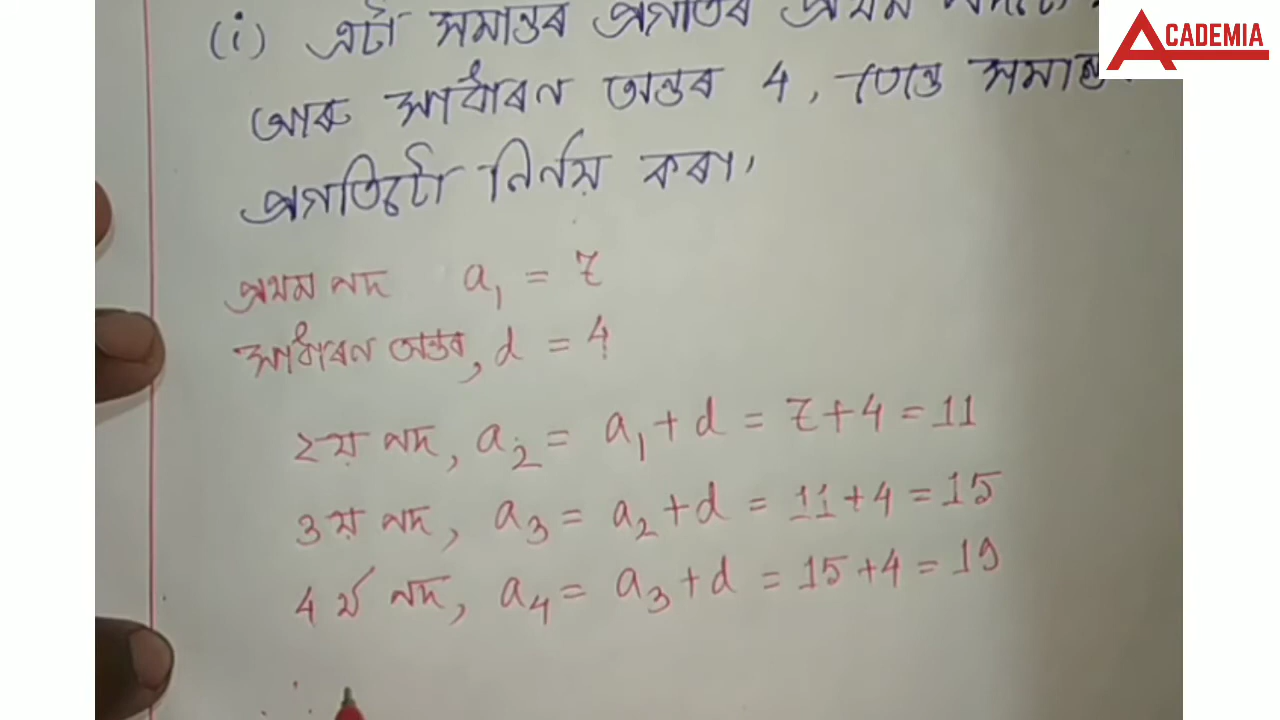 ACADEMIA
(i) এটা সমান্তৰ প্ৰগতিৰ প্ৰথম পদটো
আৰু সাধাৰণ অন্তৰ 4, তেন্তে
প্ৰগতিটো নিৰ্ণয় কৰা।
প্ৰথম পদ a₁ = 7
সাধাৰণ অন্তৰ, d = 4
২য় পদ, a₂ = a₁ + d = 7 + 4 = 11
3য় পদ, a₃ = a₂ + d = 11 + 4 = 15
4ৰ্থ পদ, a₄ = a₃ + d = 15 + 4 = 19